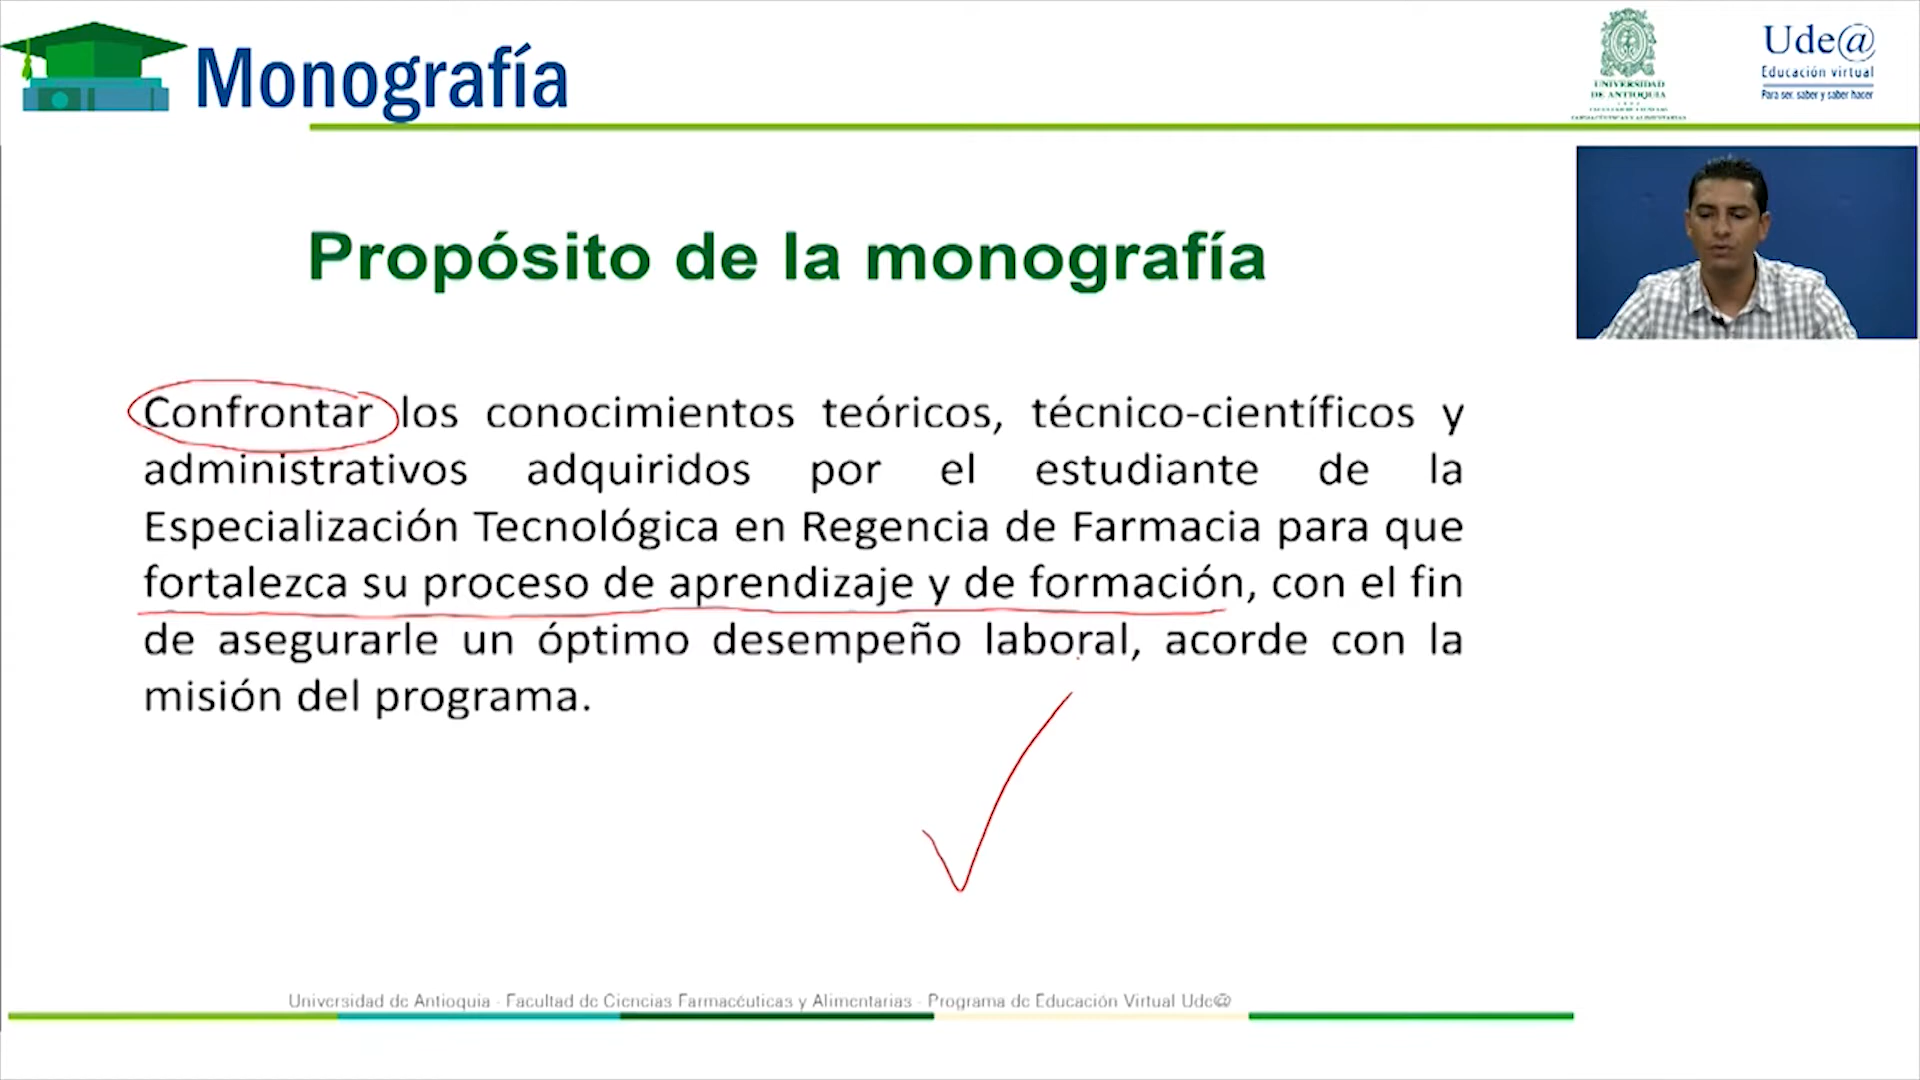 Monografía
UNIVERSIDAD
DE ANTIOQUIA
Ude@
Educación virtual
Para ser, saber y saber hacer
Propósito de la monografía
Confrontar los conocimientos teóricos, técnico-científicos y
administrativos adquiridos por el estudiante de la
Especialización Tecnológica en Regencia de Farmacia para que
fortalezca su proceso de aprendizaje y de formación, con el fin
de asegurarle un óptimo desempeño laboral, acorde con la
misión del programa.
Universidad de Antioquia - Facultad de Ciencias Farmacéuticas y Alimentarias - Programa de Educación Virtual Ude@